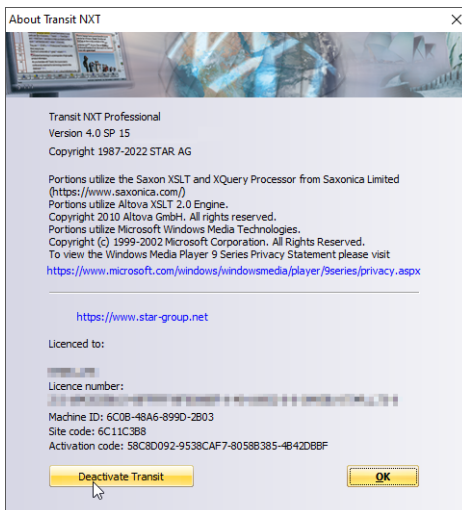 About Transit NXT
Transit NXT Professional
Version 4.0 SP 15
Copyright 1987-2022 STAR AG
Portions utilize the Saxon XSLT and XQuery Processor from Saxonica Limited
(https://www.saxonica.com/)
Portions utilize Altova XSLT 2.0 Engine.
Copyright 2010 Altova GmbH. All rights reserved.
Portions utilize Microsoft Windows Media Technologies.
Copyright (c) 1999-2002 Microsoft Corporation. All Rights Reserved.
To view the Windows Media Player 9 Series Privacy Statement please visit
https://www.microsoft.com/windows/windowsmedia/player/9series/privacy.aspx
https://www.star-group.net
Licenced to:
Licence number:
Machine ID: 6C0B-48A6-899D-2B03
Site code: 6C11C3B8
Activation code: 58C8D092-9538CAF7-8058B385-4B42DBBF
Deactivate Transit
OK